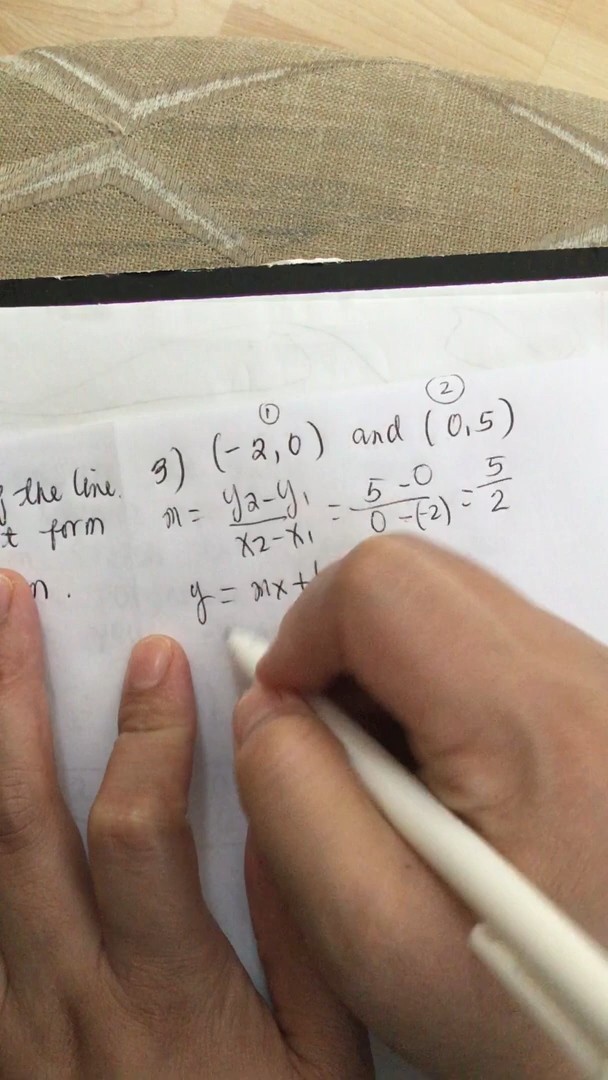 ① ②
3) (-2,0) and (0,5)
the line.
m = y2-y1/x2-x1 = 5-0/0-(-2) = 5/2
form
y = mx+